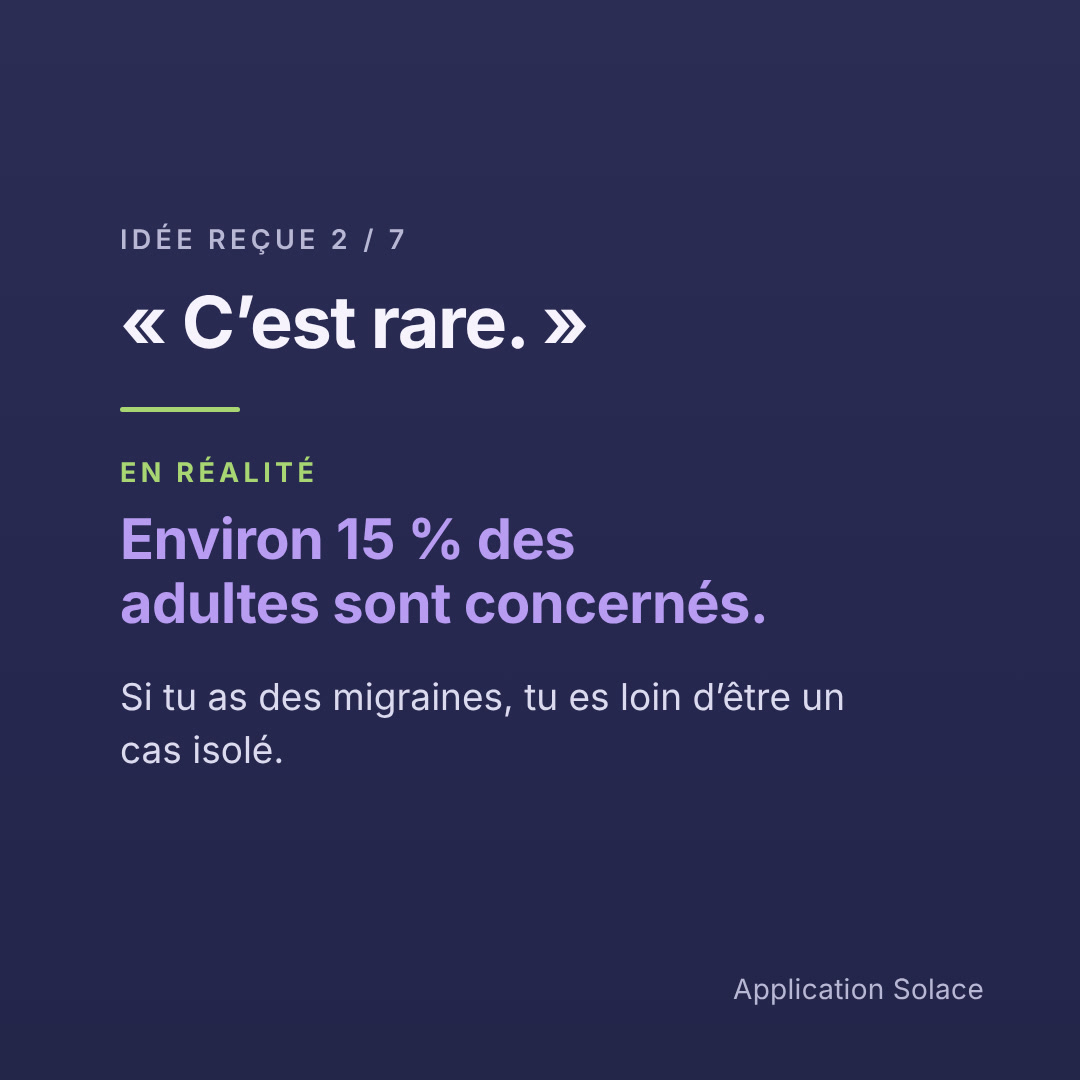 IDÉE REÇUE 2 / 7
« C’est rare. »
EN RÉALITÉ
Environ 15 % des
adultes sont concernés.
Si tu as des migraines, tu es loin d’être un
cas isolé.
Application Solace